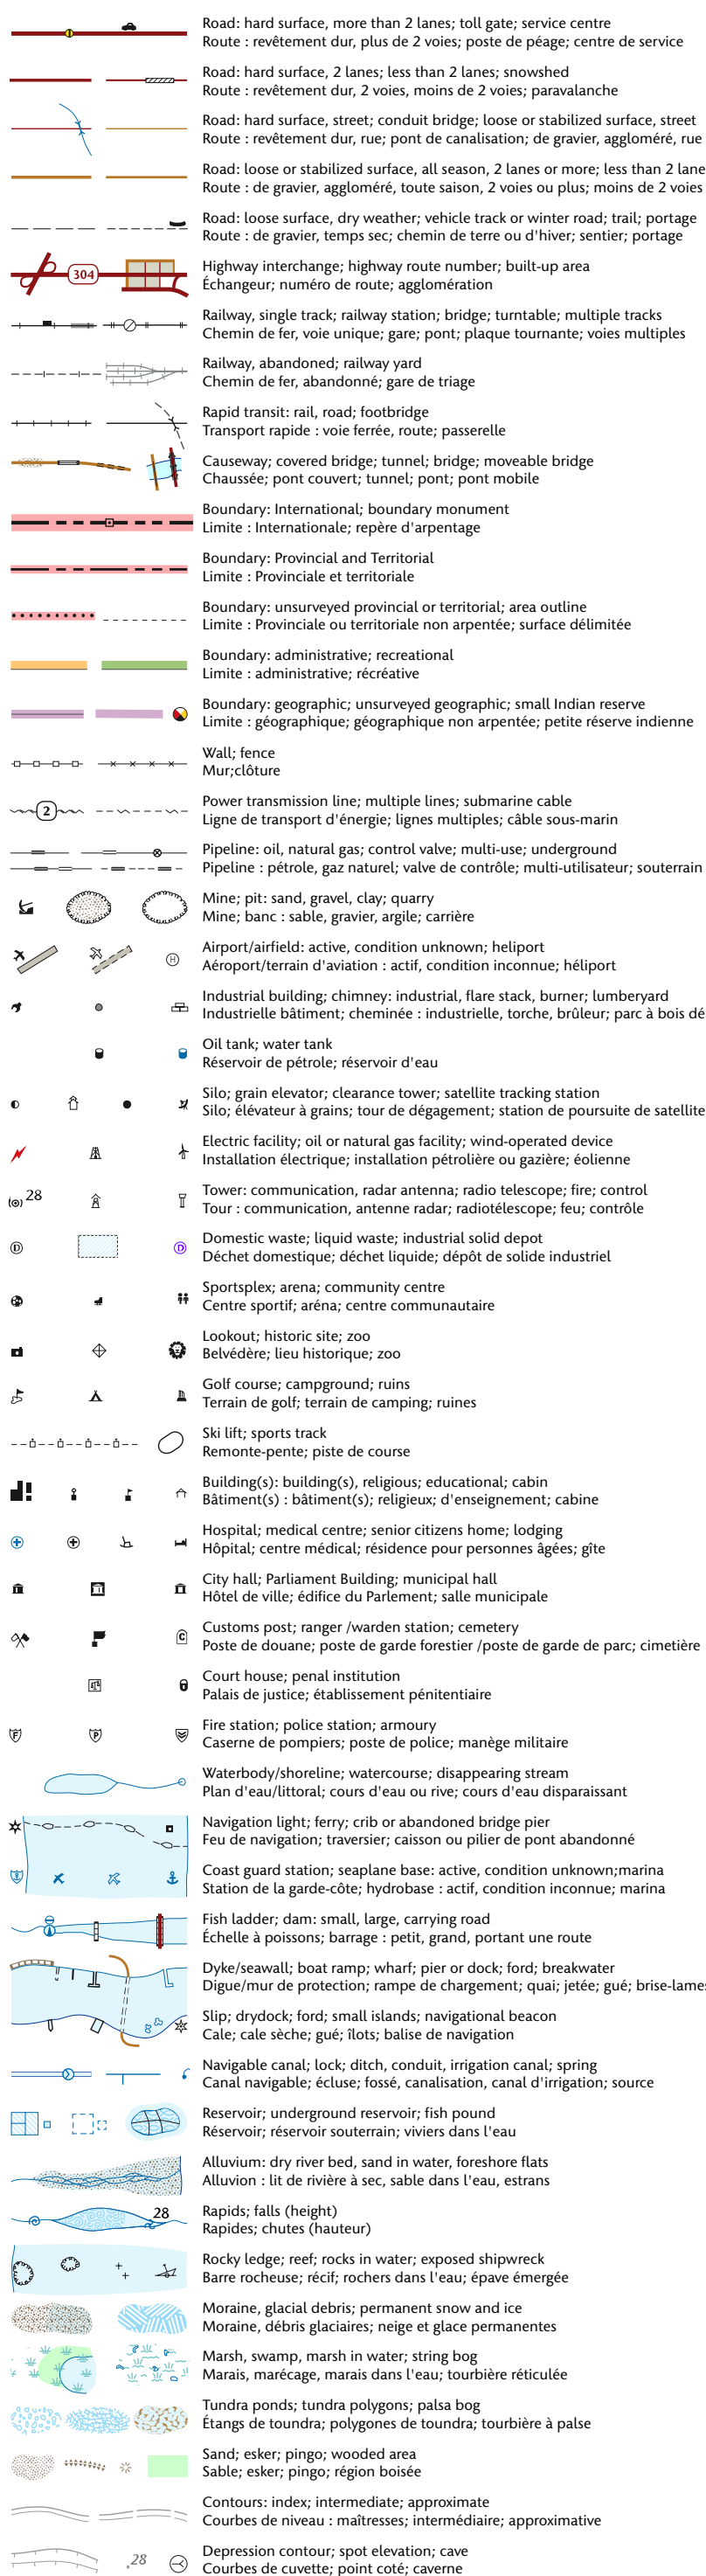 Road: hard surface, more than 2 lanes; toll gate; service centre
Route : revêtement dur, plus de 2 voies; poste de péage; centre de service
Road: hard surface, 2 lanes; less than 2 lanes; snowshed
Route : revêtement dur, 2 voies, moins de 2 voies; paravalanche
Road: hard surface, street; conduit bridge; loose or stabilized surface, street
Route : revêtement dur, rue; pont de canalisation; de gravier, aggloméré, rue
Road: loose or stabilized surface, all season, 2 lanes or more; less than 2 lane
Route : de gravier, aggloméré, toute saison, 2 voies ou plus; moins de 2 voies
Road: loose surface, dry weather; vehicle track or winter road; trail; portage
Route : de gravier, temps sec; chemin de terre ou d'hiver; sentier; portage
304
Highway interchange; highway route number; built-up area
Échangeur; numéro de route; agglomération
Railway, single track; railway station; bridge; turntable; multiple tracks
Chemin de fer, voie unique; gare; pont; plaque tournante; voies multiples
Railway, abandoned; railway yard
Chemin de fer, abandonné; gare de triage
Rapid transit: rail, road; footbridge
Transport rapide : voie ferrée, route; passerelle
Causeway; covered bridge; tunnel; bridge; moveable bridge
Chaussée; pont couvert; tunnel; pont; pont mobile
Boundary: International; boundary monument
Limite : Internationale; repère d'arpentage
Boundary: Provincial and Territorial
Limite : Provinciale et territoriale
Boundary: unsurveyed provincial or territorial; area outline
Limite : Provinciale ou territoriale non arpentée; surface délimitée
Boundary: administrative; recreational
Limite : administrative; récréative
Boundary: geographic; unsurveyed geographic; small Indian reserve
Limite : géographique; géographique non arpentée; petite réserve indienne
Wall; fence
Mur;clôture
2
Power transmission line; multiple lines; submarine cable
Ligne de transport d'énergie; lignes multiples; câble sous-marin
Pipeline: oil, natural gas; control valve; multi-use; underground
Pipeline : pétrole, gaz naturel; valve de contrôle; multi-utilisateur; souterrain
Mine; pit: sand, gravel, clay; quarry
Mine; banc : sable, gravier, argile; carrière
H
Airport/airfield: active, condition unknown; heliport
Aéroport/terrain d'aviation : actif, condition inconnue; héliport
Industrial building; chimney: industrial, flare stack, burner; lumberyard
Industrielle bâtiment; cheminée : industrielle, torche, brûleur; parc à bois dé
Oil tank; water tank
Réservoir de pétrole; réservoir d'eau
Silo; grain elevator; clearance tower; satellite tracking station
Silo; élévateur à grains; tour de dégagement; station de poursuite de satellite
Electric facility; oil or natural gas facility; wind-operated device
Installation électrique; installation pétrolière ou gazière; éolienne
28
Tower: communication, radar antenna; radio telescope; fire; control
Tour : communication, antenne radar; radiotélescope; feu; contrôle
D D
Domestic waste; liquid waste; industrial solid depot
Déchet domestique; déchet liquide; dépôt de solide industriel
Sportsplex; arena; community centre
Centre sportif; aréna; centre communautaire
Lookout; historic site; zoo
Belvédère; lieu historique; zoo
Golf course; campground; ruins
Terrain de golf; terrain de camping; ruines
Ski lift; sports track
Remonte-pente; piste de course
Building(s): building(s), religious; educational; cabin
Bâtiment(s) : bâtiment(s); religieux; d'enseignement; cabine
Hospital; medical centre; senior citizens home; lodging
Hôpital; centre médical; résidence pour personnes âgées; gîte
City hall; Parliament Building; municipal hall
Hôtel de ville; édifice du Parlement; salle municipale
C
Customs post; ranger /warden station; cemetery
Poste de douane; poste de garde forestier /poste de garde de parc; cimetière
Court house; penal institution
Palais de justice; établissement pénitentiaire
F P
Fire station; police station; armoury
Caserne de pompiers; poste de police; manège militaire
Waterbody/shoreline; watercourse; disappearing stream
Plan d'eau/littoral; cours d'eau ou rive; cours d'eau disparaissant
Navigation light; ferry; crib or abandoned bridge pier
Feu de navigation; traversier; caisson ou pilier de pont abandonné
Coast guard station; seaplane base: active, condition unknown;marina
Station de la garde-côte; hydrobase : actif, condition inconnue; marina
Fish ladder; dam: small, large, carrying road
Échelle à poissons; barrage : petit, grand, portant une route
Dyke/seawall; boat ramp; wharf; pier or dock; ford; breakwater
Digue/mur de protection; rampe de chargement; quai; jetée; gué; brise-lames
Slip; drydock; ford; small islands; navigational beacon
Cale; cale sèche; gué; îlots; balise de navigation
Navigable canal; lock; ditch, conduit, irrigation canal; spring
Canal navigable; écluse; fossé, canalisation, canal d'irrigation; source
Reservoir; underground reservoir; fish pound
Réservoir; réservoir souterrain; viviers dans l'eau
Alluvium: dry river bed, sand in water, foreshore flats
Alluvion : lit de rivière à sec, sable dans l'eau, estrans
28
Rapids; falls (height)
Rapides; chutes (hauteur)
Rocky ledge; reef; rocks in water; exposed shipwreck
Barre rocheuse; récif; rochers dans l'eau; épave émergée
Moraine, glacial debris; permanent snow and ice
Moraine, débris glaciaires; neige et glace permanentes
Marsh, swamp, marsh in water; string bog
Marais, marécage, marais dans l'eau; tourbière réticulée
Tundra ponds; tundra polygons; palsa bog
Étangs de toundra; polygones de toundra; tourbière à palse
Sand; esker; pingo; wooded area
Sable; esker; pingo; région boisée
Contours: index; intermediate; approximate
Courbes de niveau : maîtresses; intermédiaire; approximative
.28
Depression contour; spot elevation; cave
Courbes de cuvette; point coté; caverne